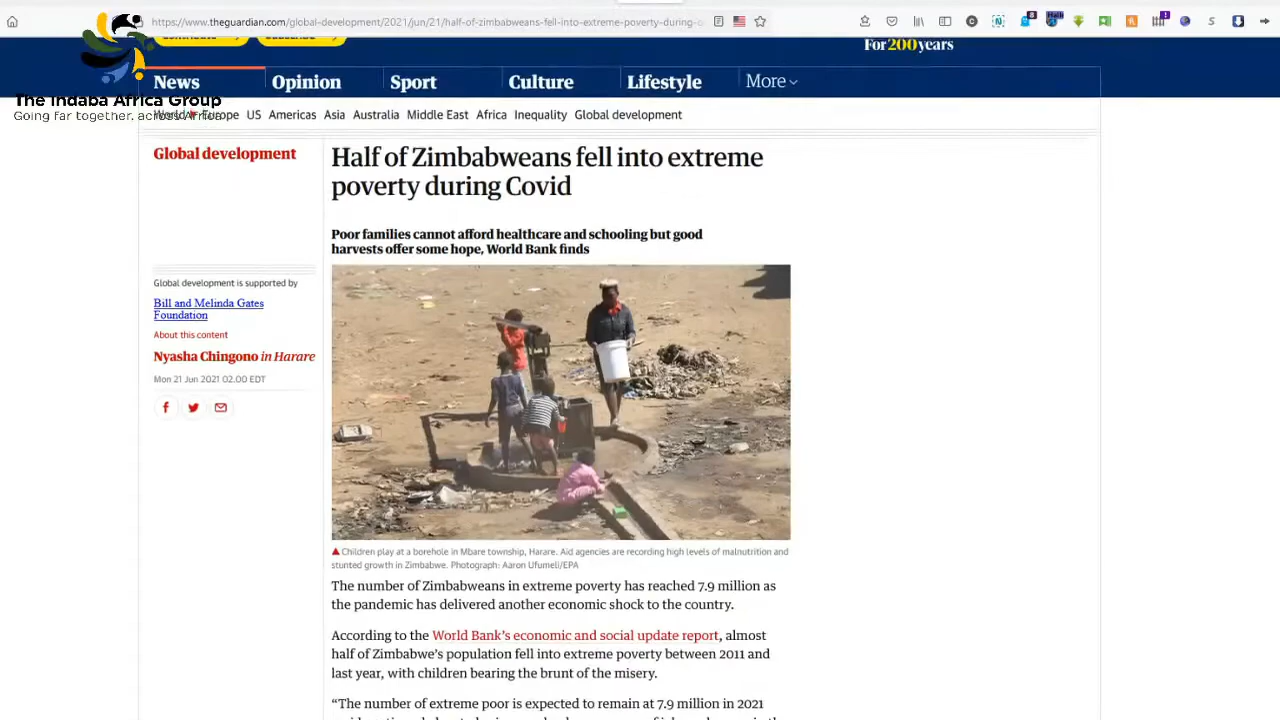 https://www.theguardian.com/global-development/2021/jun/21/half-of-zimbabweans-fell-into-extreme-poverty-during-c
For 200 years
News Opinion Sport Culture Lifestyle More
The Indaba Africa Group
Going far together, across Africa
World Europe US Americas Asia Australia Middle East Africa Inequality Global development
Global development
Half of Zimbabweans fell into extreme
poverty during Covid
Poor families cannot afford healthcare and schooling but good
harvests offer some hope, World Bank finds
Global development is supported by
Bill and Melinda Gates
Foundation
About this content
Nyasha Chingono in Harare
Mon 21 Jun 2021 02.00 EDT
Children play at a borehole in Mbare township, Harare. Aid agencies are recording high levels of malnutrition and
stunted growth in Zimbabwe. Photograph: Aaron Ufumeli/EPA
The number of Zimbabweans in extreme poverty has reached 7.9 million as
the pandemic has delivered another economic shock to the country.
According to the World Bank’s economic and social update report, almost
half of Zimbabwe’s population fell into extreme poverty between 2011 and
last year, with children bearing the brunt of the misery.
“The number of extreme poor is expected to remain at 7.9 million in 2021